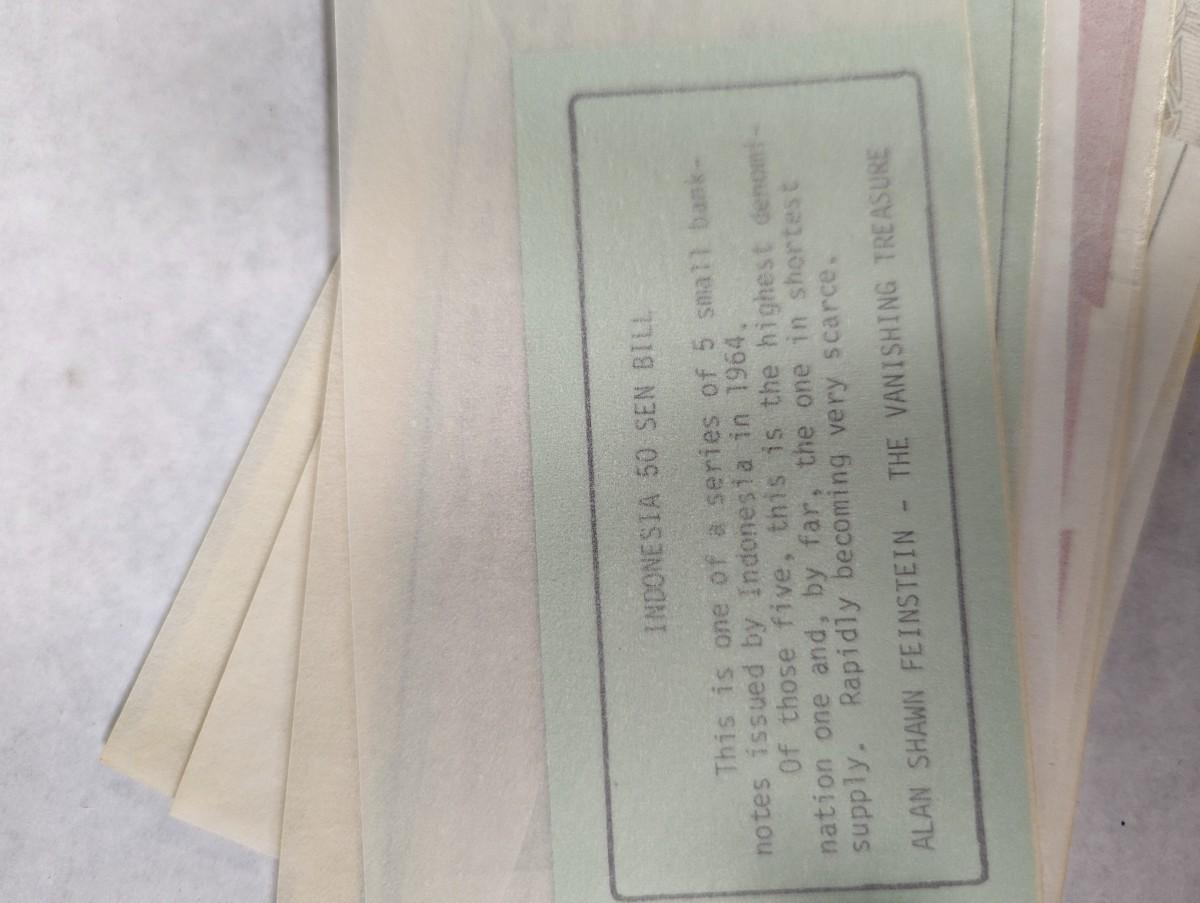 INDONESIA 50 SEN BILL
This is one of a series of 5 small bank-
notes issued by Indonesia in 1964.
Of those five, this is the highest denomi-
nation one and, by far, the one in shortest
supply. Rapidly becoming very scarce.
ALAN SHAWN FEINSTEIN - THE VANISHING TREASURE